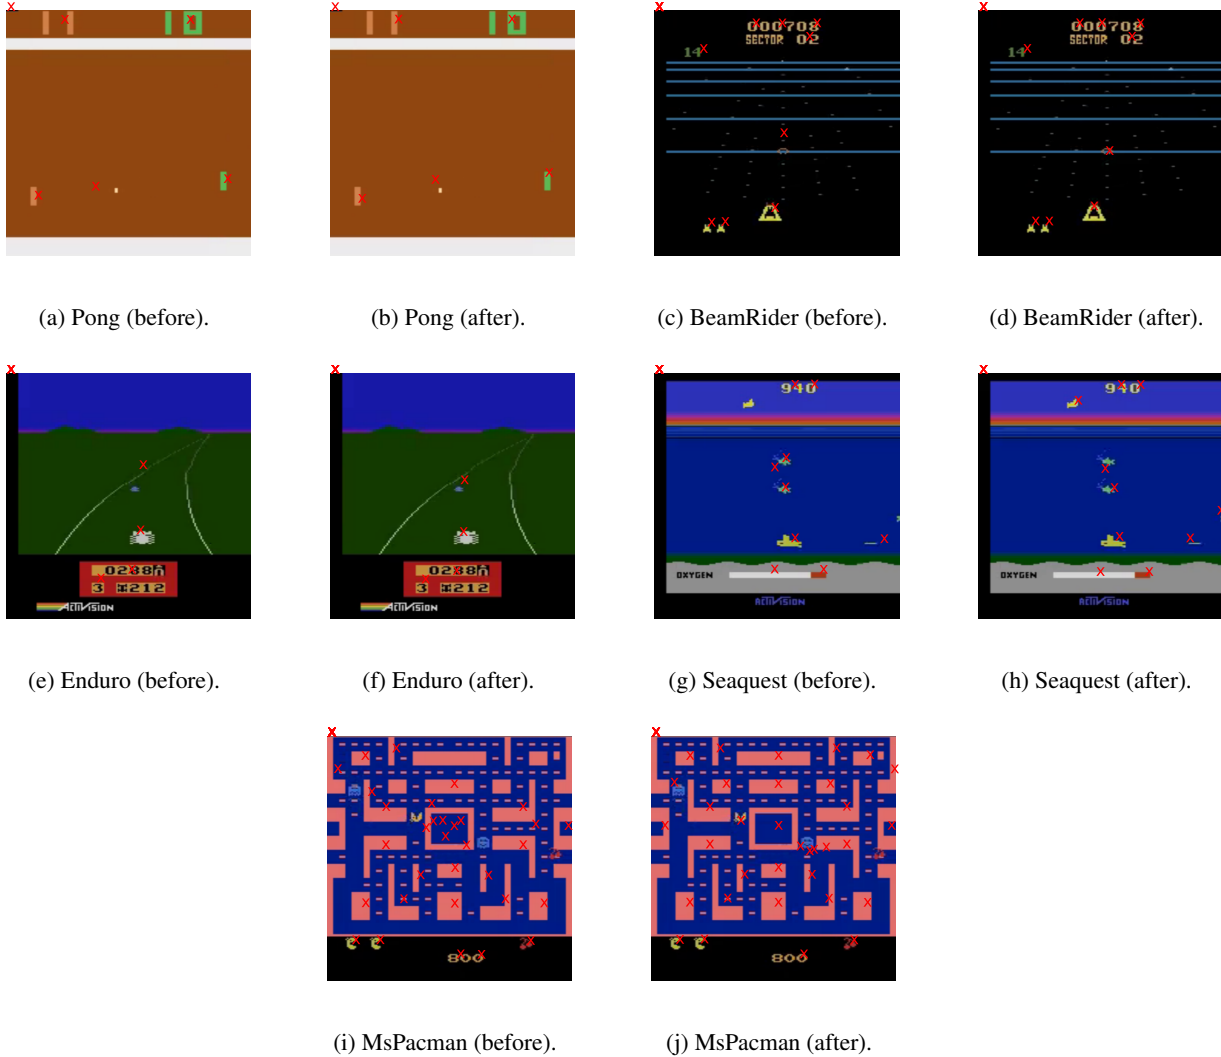 000708
SECTOR 02
14
000708
SECTOR 02
14
(a) Pong (before).
(b) Pong (after).
(c) BeamRider (before).
(d) BeamRider (after).
940
940
OXYGEN
OXYGEN
3
212
3
212
ACTIVISION
ACTIVISION
ACTIVISION
ACTIVISION
(e) Enduro (before).
(f) Enduro (after).
(g) Seaquest (before).
(h) Seaquest (after).
800
800
(i) MsPacman (before).
(j) MsPacman (after).